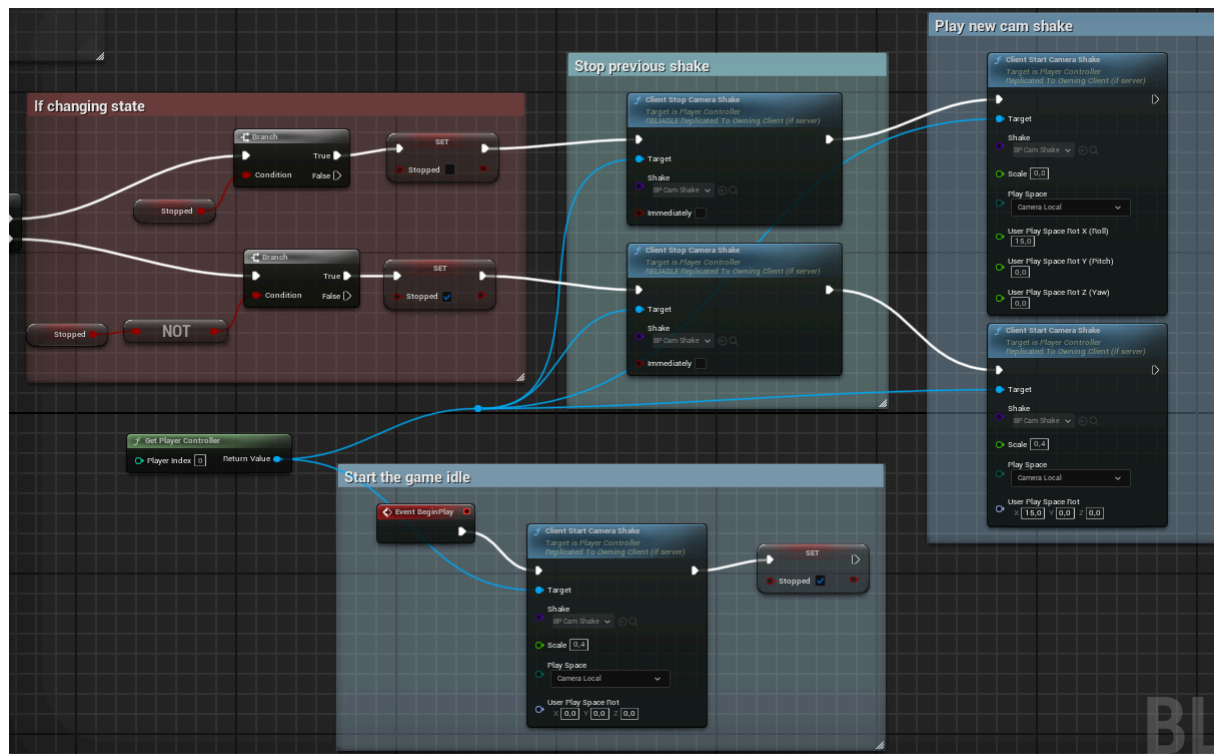 If changing state
Branch
True
Condition
False
Stopped
SET
Stopped
Branch
True
Condition
False
Stopped
NOT
SET
Stopped
Stop previous shake
Client Stop Camera Shake
Target is Player Controller
RELIABLE Replicated To Owning Client (if server)
Target
Shake
BP Cam Shake
Immediately
Client Stop Camera Shake
Target is Player Controller
RELIABLE Replicated To Owning Client (if server)
Target
Shake
BP Cam Shake
Immediately
Play new cam shake
Client Start Camera Shake
Target is Player Controller
Replicated To Owning Client (if server)
Target
Shake
BP Cam Shake
Scale 0,0
Play Space
Camera Local
User Play Space Rot X (Roll)
15,0
User Play Space Rot Y (Pitch)
0,0
User Play Space Rot Z (Yaw)
0,0
Client Start Camera Shake
Target is Player Controller
Replicated To Owning Client (if server)
Target
Shake
BP Cam Shake
Scale 0,4
Play Space
Camera Local
User Play Space Rot
X 15,0 Y 0,0 Z 0,0
Get Player Controller
Player Index 0 Return Value
Start the game idle
Event BeginPlay
Client Start Camera Shake
Target is Player Controller
Replicated To Owning Client (if server)
Target
Shake
BP Cam Shake
Scale 0,4
Play Space
Camera Local
User Play Space Rot
X 0,0 Y 0,0 Z 0,0
SET
Stopped
BL